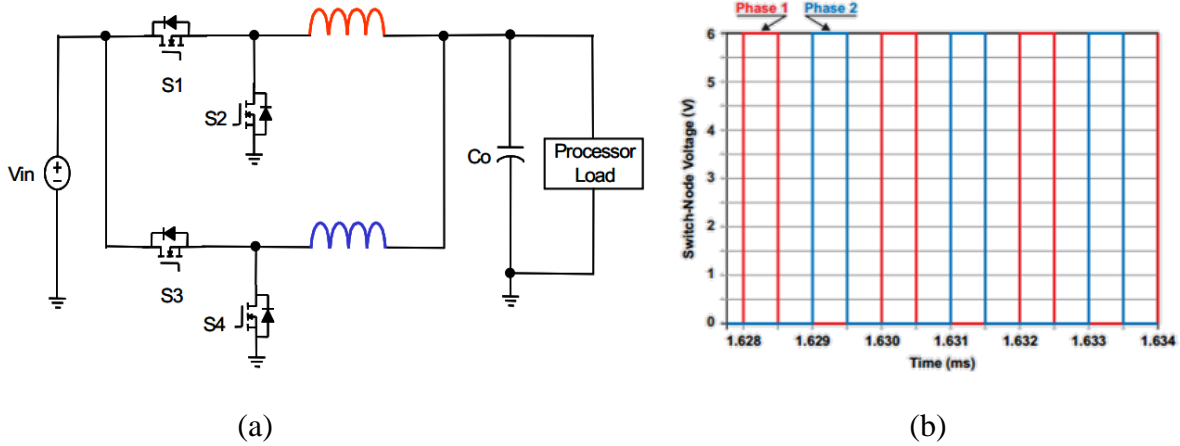 S1
S2
Vin
+
−
Co
Processor
Load
S3
S4
(a)
Phase 1
Phase 2
Switch-Node Voltage (V)
6
5
4
3
2
1
0
1.628 1.629 1.630 1.631 1.632 1.633 1.634
Time (ms)
(b)